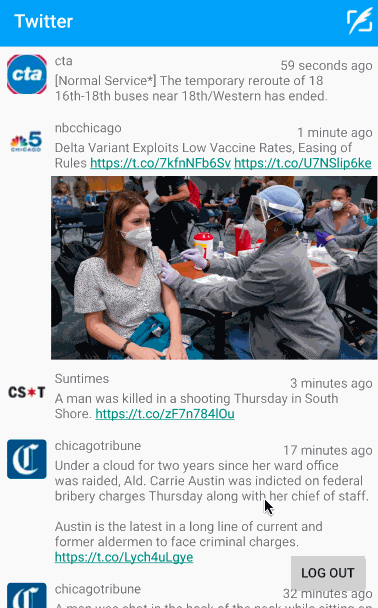 Twitter
cta
cta
59 seconds ago
[Normal Service*] The temporary reroute of 18
16th-18th buses near 18th/Western has ended.
5
CHICAGO
nbcchicago
1 minute ago
Delta Variant Exploits Low Vaccine Rates, Easing of
Rules https://t.co/7kfnNFb6Sv https://t.co/U7NSlip6ke
CS*T
Suntimes
3 minutes ago
A man was killed in a shooting Thursday in South
Shore. https://t.co/zF7n784lOu
C
chicagotribune
17 minutes ago
Under a cloud for two years since her ward office
was raided, Ald. Carrie Austin was indicted on federal
bribery charges Thursday along with her chief of staff.
Austin is the latest in a long line of current and
former aldermen to face criminal charges.
https://t.co/Lych4uLgye
LOG OUT
C
chicagotribune
32 minutes ago
A man was shot in the neck while sitting on